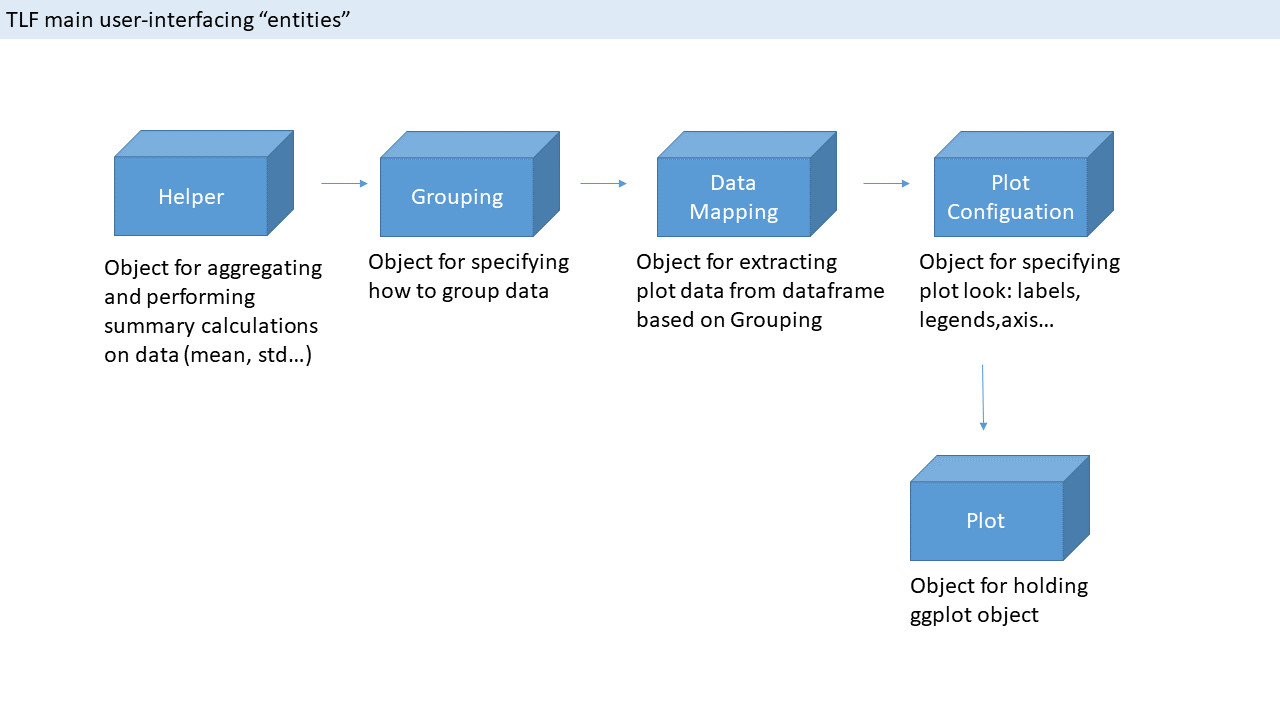 TLF main user-interfacing “entities”
Helper
Object for aggregating
and performing
summary calculations
on data (mean, std…)
Grouping
Object for specifying
how to group data
Data
Mapping
Object for extracting
plot data from dataframe
based on Grouping
Plot
Configuation
Object for specifying
plot look: labels,
legends,axis…
Plot
Object for holding
ggplot object